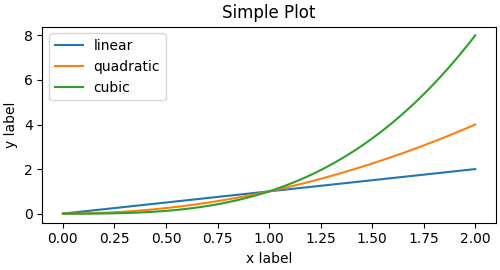 Simple Plot
linear
quadratic
cubic
y label
8
6
4
2
0
0.00 0.25 0.50 0.75 1.00 1.25 1.50 1.75 2.00
x label